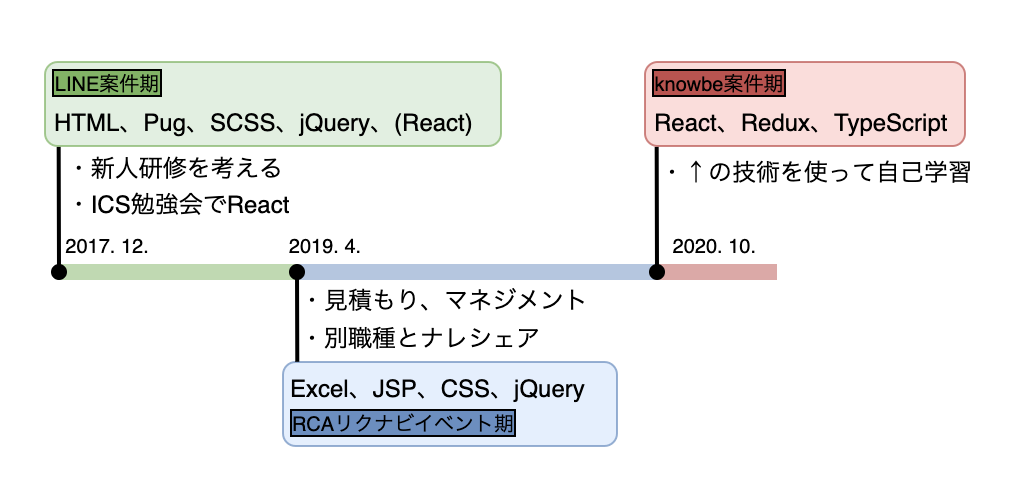 LINE案件期
HTML、Pug、SCSS、jQuery、(React)
・新人研修を考える
・ICS勉強会でReact
2017. 12.
2019. 4.
・見積もり、マネジメント
・別職種とナレシェア
Excel、JSP、CSS、jQuery
RCAリクナビイベント期
knowbe案件期
React、Redux、TypeScript
・↑の技術を使って自己学習
2020. 10.